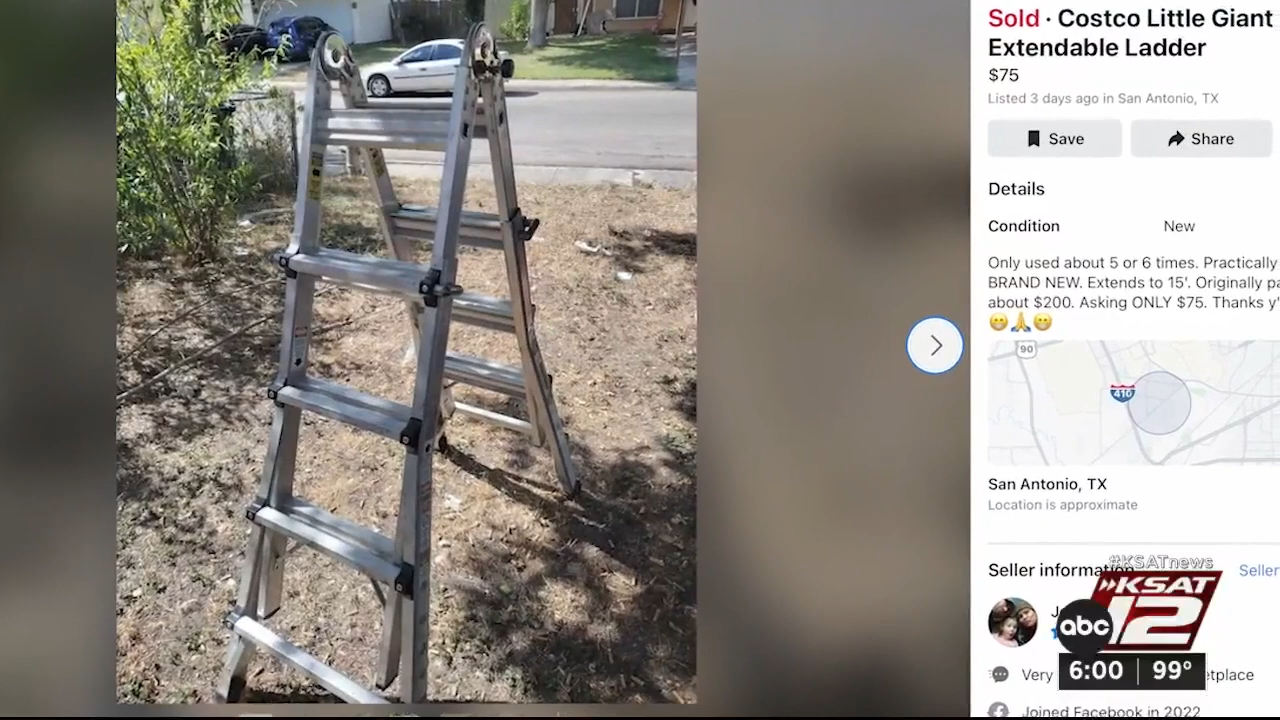 Sold · Costco Little Giant
Extendable Ladder
$75
Listed 3 days ago in San Antonio, TX
Save
Share
Details
Condition
New
Only used about 5 or 6 times. Practically
BRAND NEW. Extends to 15'. Originally pa
about $200. Asking ONLY $75. Thanks y'
90
410
San Antonio, TX
Location is approximate
#KSATnews
Seller information
Seller
KSAT
abc 12
6:00 99°
Very
etplace
Joined Facebook in 2022